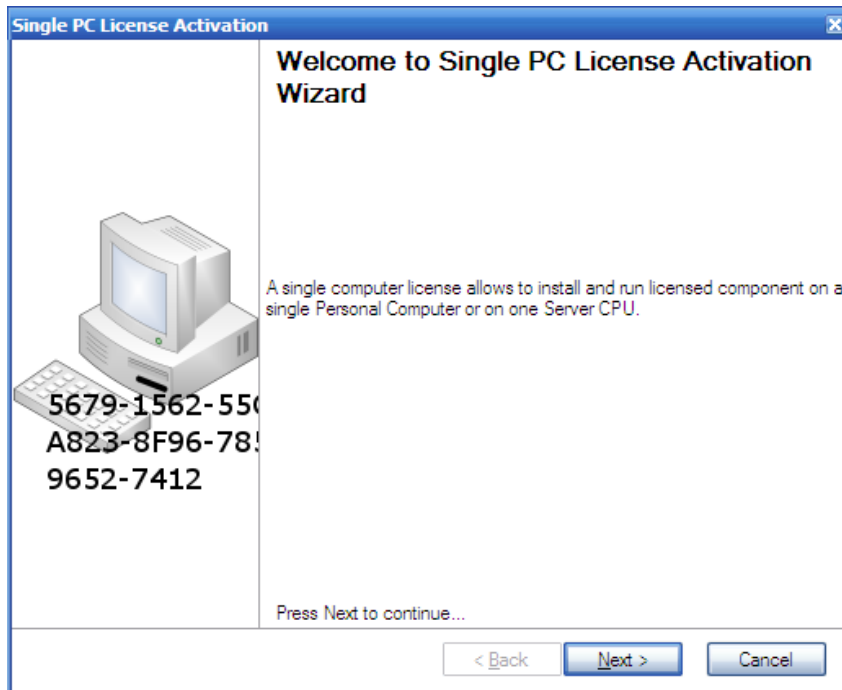 Single PC License Activation
Welcome to Single PC License Activation
Wizard
A single computer license allows to install and run licensed component on a
single Personal Computer or on one Server CPU.
5679-1562-55
A823-8F96-78
9652-7412
Press Next to continue...
< Back
Next >
Cancel